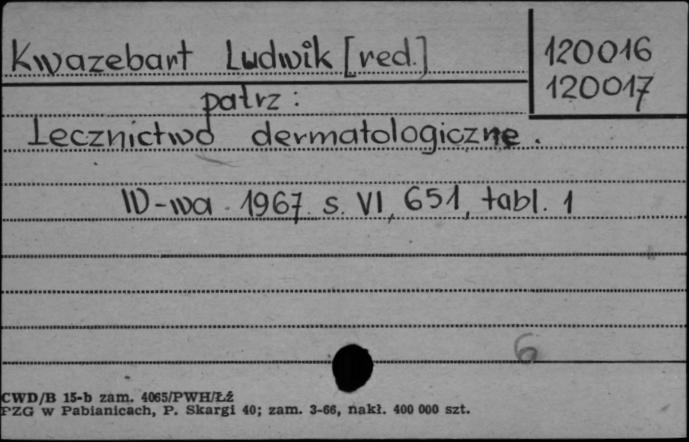 Kwazebart Ludwik [red.]
120016
120017
patrz:
Lecznictwo dermatologiczne.
W-wa 1967 s. VI, 651, tabl. 1
6
CWD/B 15-b zam. 4065/PWH/ŁŹ
PZG w Pabianicach, P. Skargi 40; zam. 3-66, nakł. 400 000 szt.